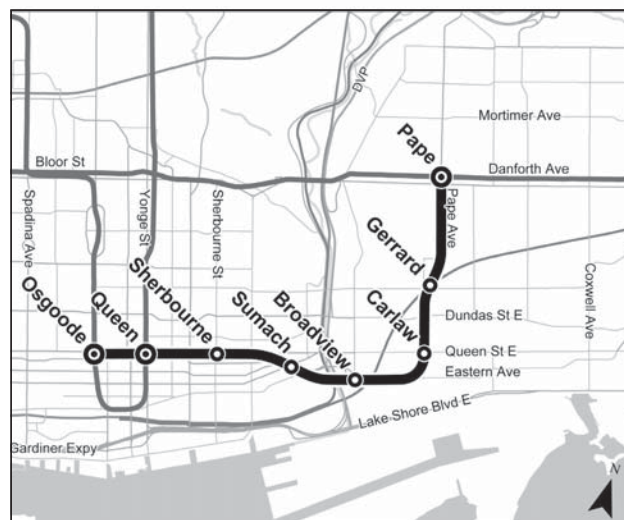 DVP
Mortimer Ave
Pape
Bloor St
Danforth Ave
Spadina Ave
Yonge St
Sherbourne St
Pape Ave
Gerrard
Osgoode
Queen
Sherbourne
Sumach
Broadview
Carlaw
Coxwell Ave
Dundas St E
Queen St E
Eastern Ave
Lake Shore Blvd E
Gardiner Expy
N